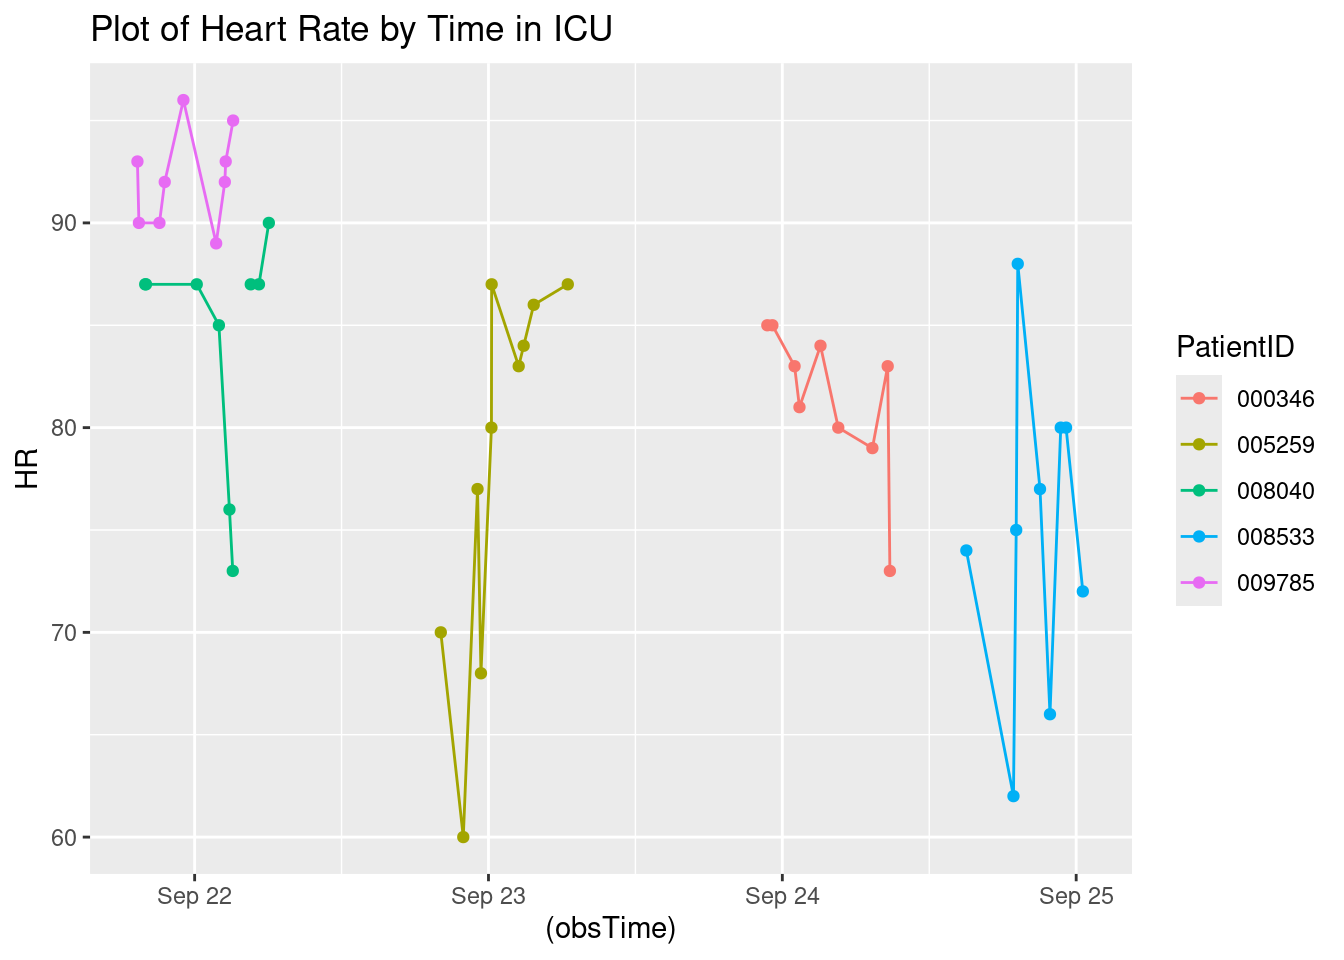 Plot of Heart Rate by Time in ICU
90
80
70
60
HR
Sep 22
Sep 23
Sep 24
Sep 25
(obsTime)
PatientID
000346
005259
008040
008533
009785